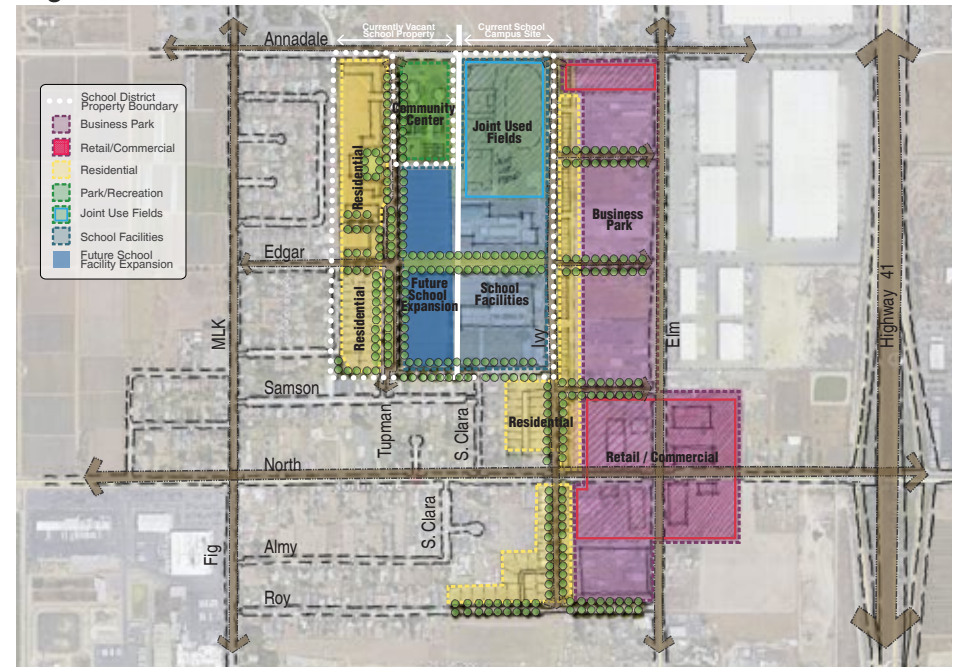 Currently Vacant
School Property
Current School
Campus Site
Annadale
School District
Property Boundary
Business Park
Retail/Commercial
Residential
Park/Recreation
Joint Use Fields
School Facilities
Future School
Facility Expansion
Community
Center
Joint Used
Fields
Residential
Business
Park
Edgar
Future
School
Expansion
School
Facilities
Residential
MLK
Ivy
Elm
Highway 41
Samson
Tupman
S. Clara
Residential
Retail / Commercial
North
S. Clara
Fig
Almy
Roy